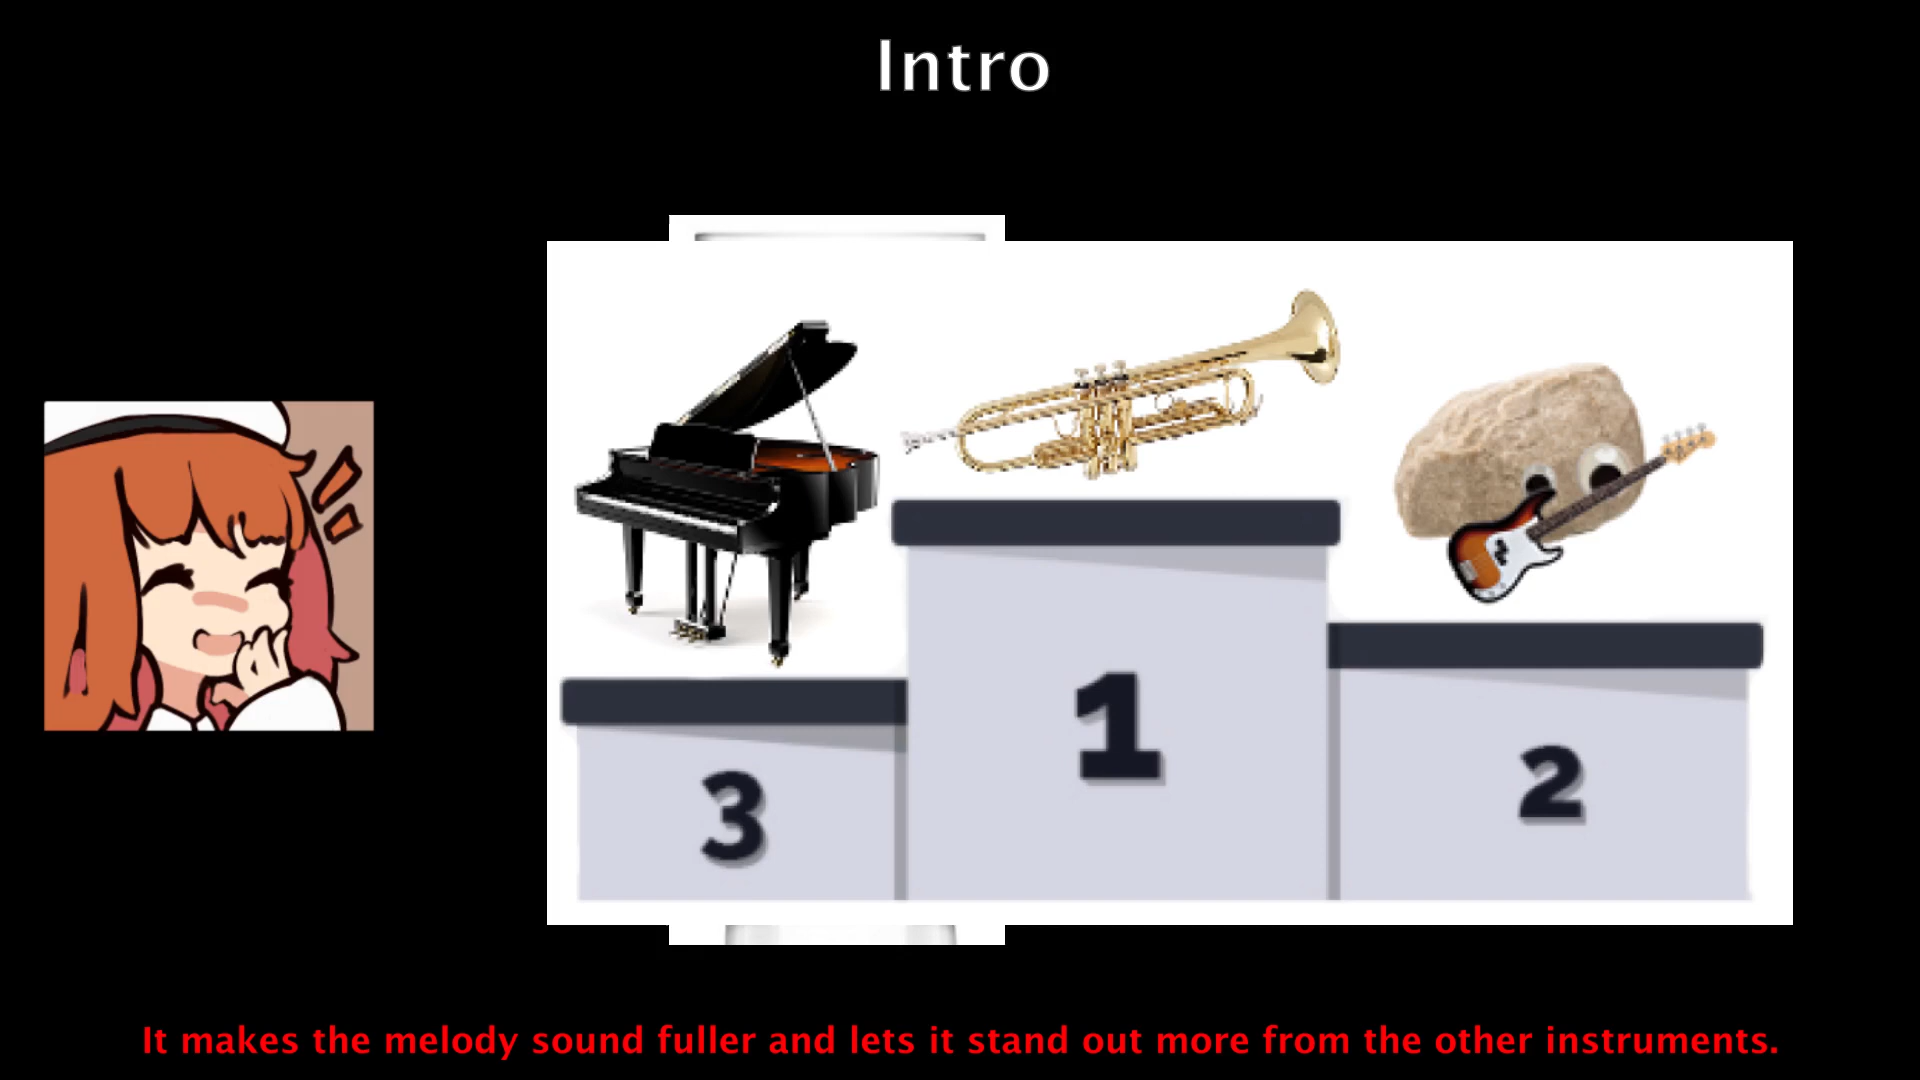 Intro
1
2
3
It makes the melody sound fuller and lets it stand out more from the other instruments.